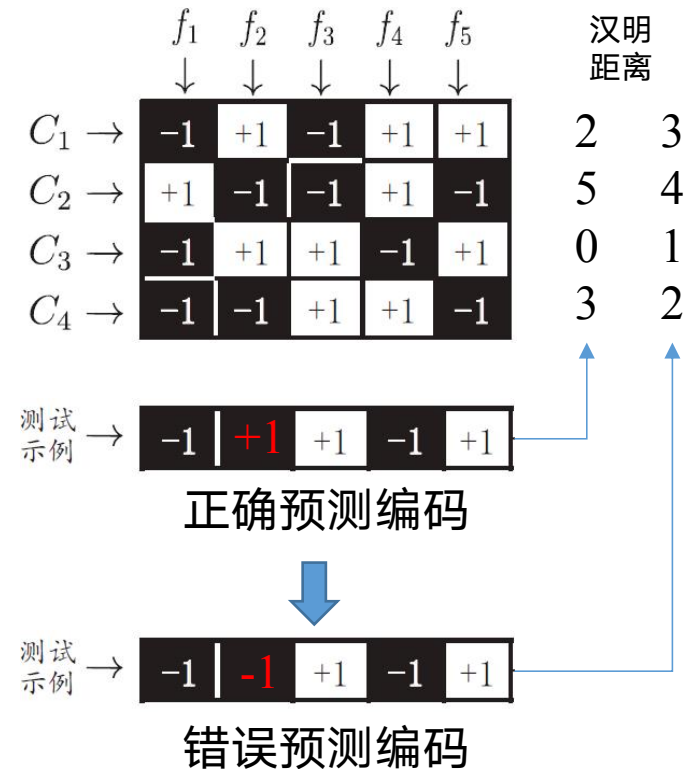 f₁ f₂ f₃ f₄ f₅ 汉明
↓ ↓ ↓ ↓ ↓ 距离
C₁ → −1 +1 −1 +1 +1 2 3
C₂ → +1 −1 −1 +1 −1 5 4
C₃ → −1 +1 +1 −1 +1 0 1
C₄ → −1 −1 +1 +1 −1 3 2
测试
示例 → −1 +1 +1 −1 +1
正确预测编码
测试
示例 → −1 -1 +1 −1 +1
错误预测编码